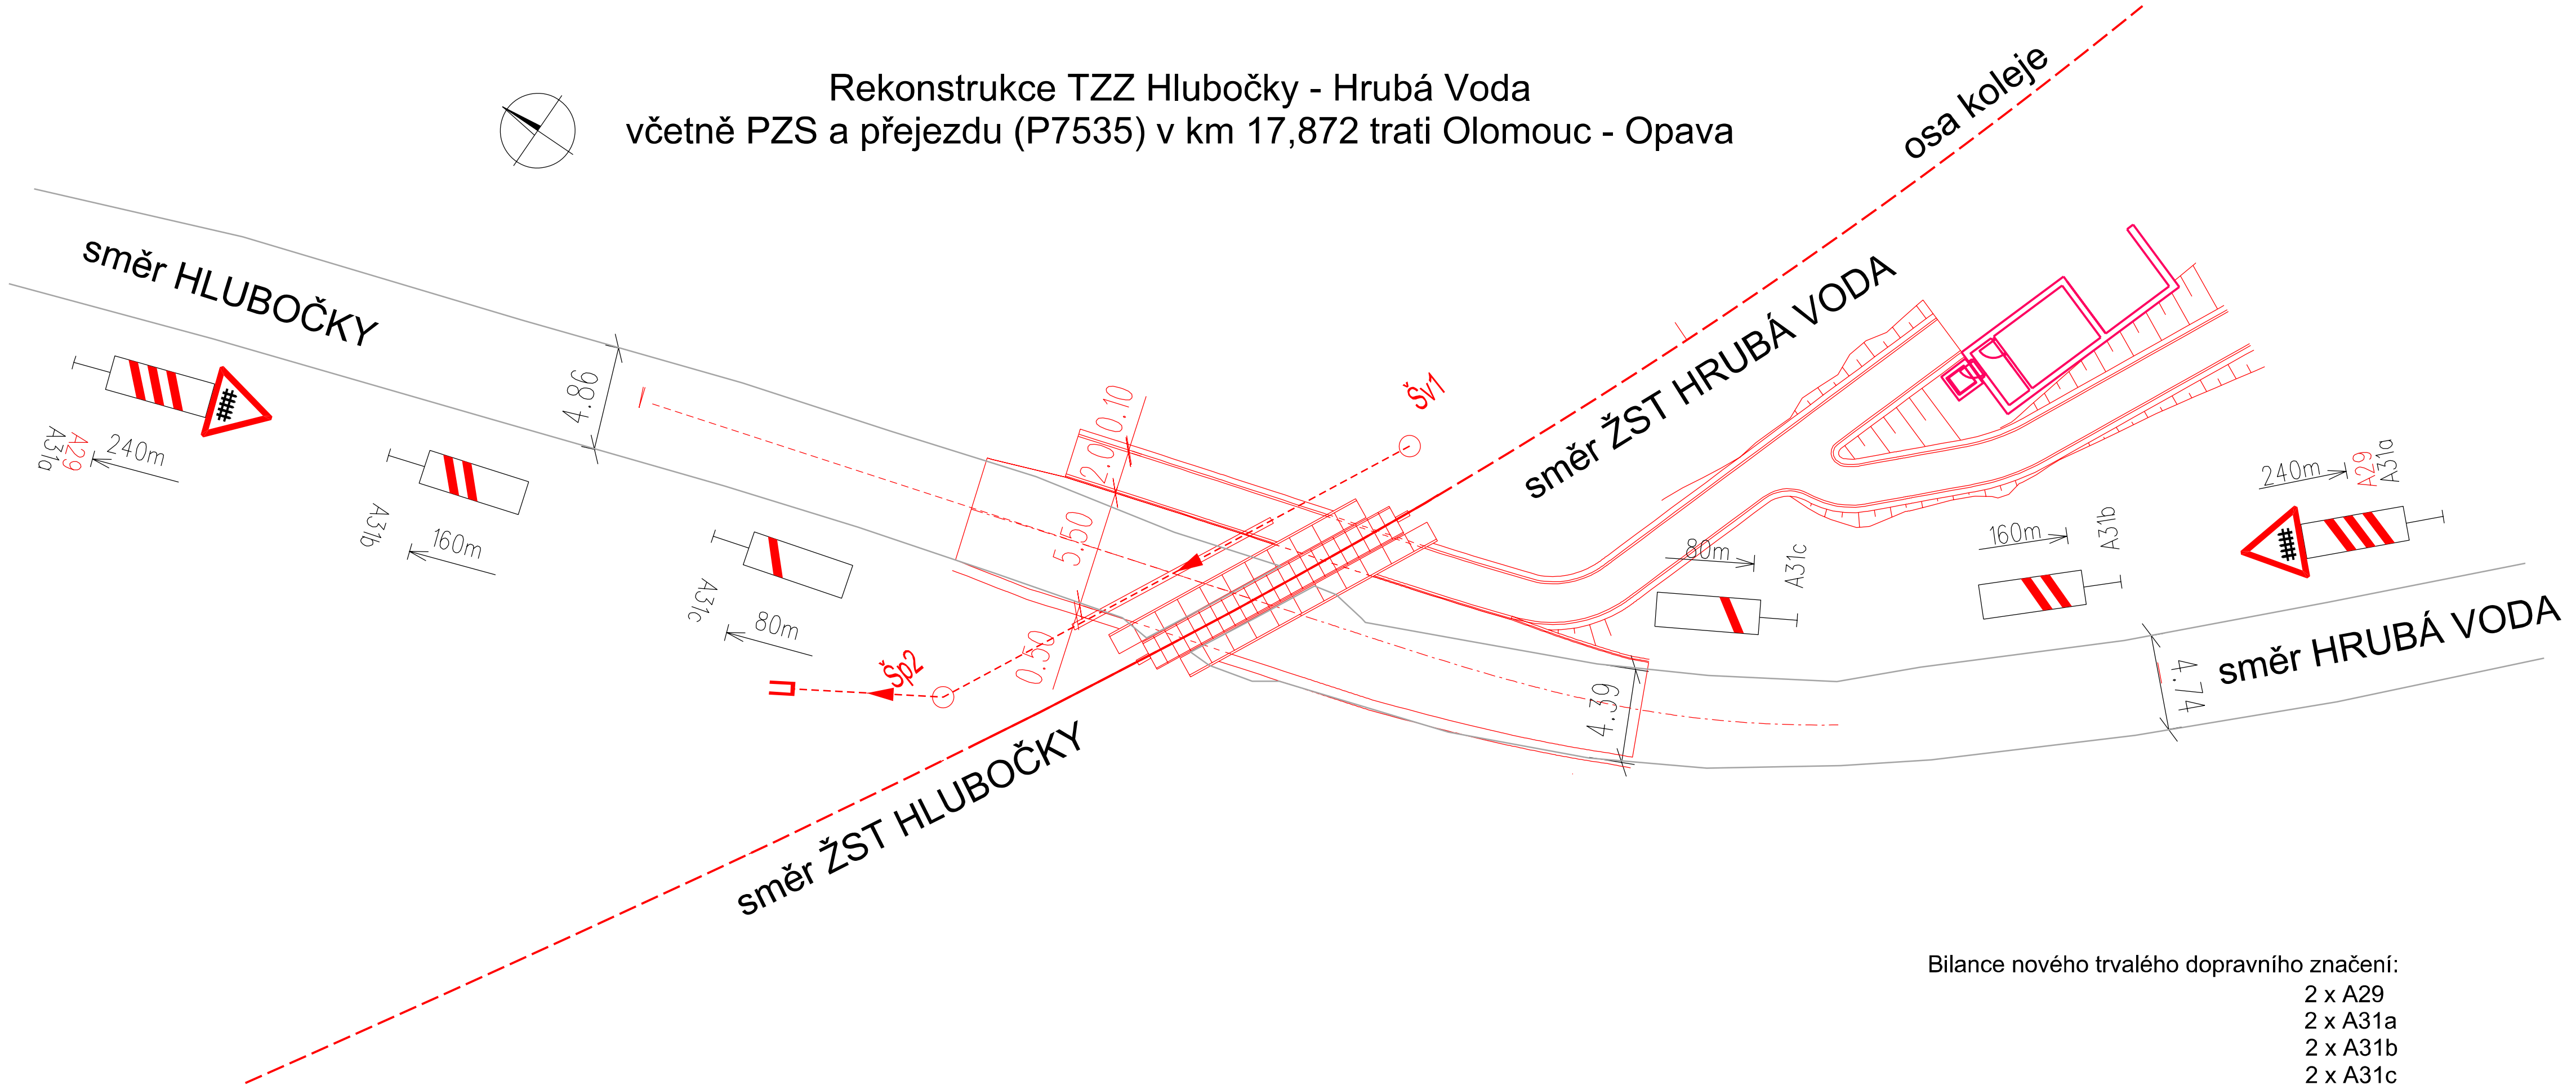 Rekonstrukce TZZ Hlubočky - Hrubá Voda
včetně PZS a přejezdu (P7535) v km 17,872 trati Olomouc - Opava
osa koleje
směr HLUBOČKY
směr ŽST HRUBÁ VODA
4.86
0.10
2.00
5.50
0.50
Šv1
Šp2
A29
A31a
240m
A31b
160m
A31c
80m
80m
A31c
160m
A31b
240m
A29
A31a
4.39
4.74
směr HRUBÁ VODA
směr ŽST HLUBOČKY
Bilance nového trvalého dopravního značení:
2 x A29
2 x A31a
2 x A31b
2 x A31c